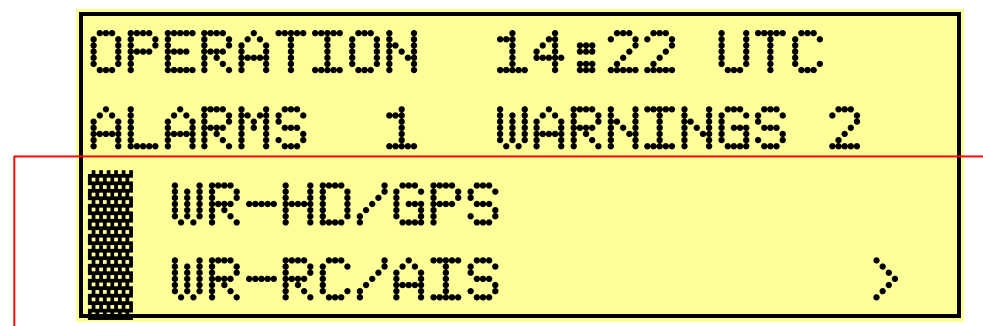 OPERATION 14:22 UTC
ALARMS 1 WARNINGS 2
WR-HD/GPS
WR-RC/AIS >